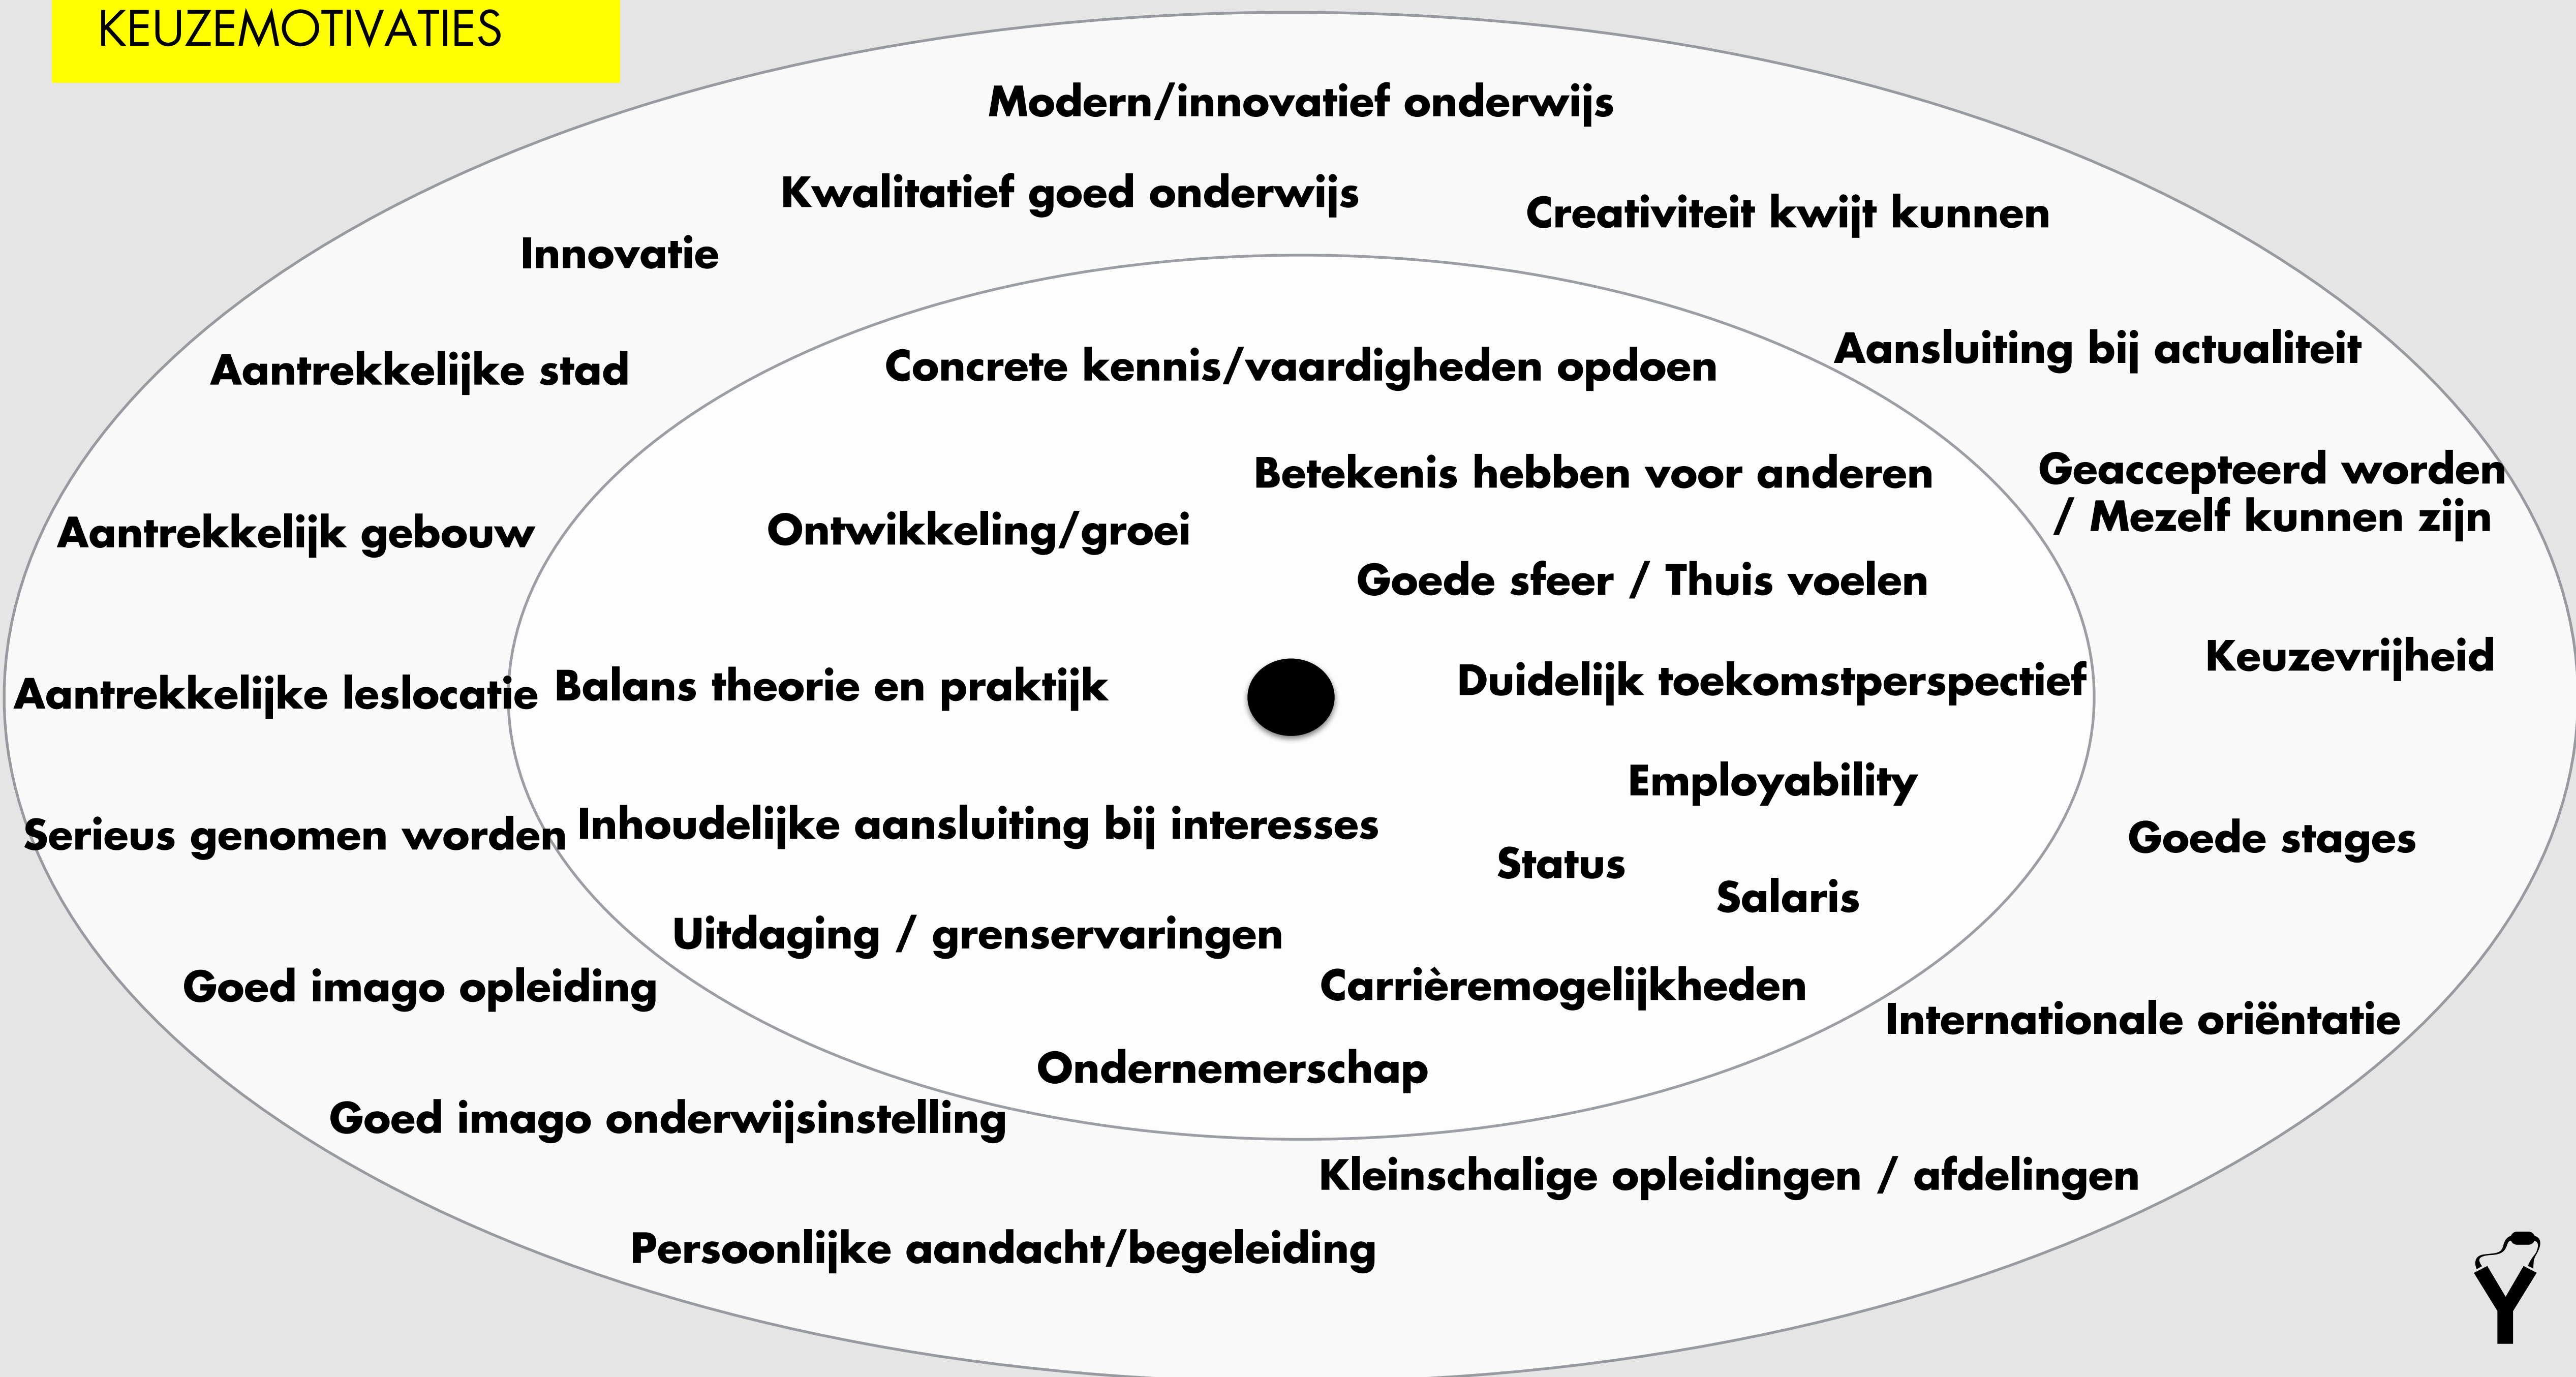 KEUZEMOTIVATIES
Modern/innovatief onderwijs
Kwalitatief goed onderwijs
Creativiteit kwijt kunnen
Innovatie
Aansluiting bij actualiteit
Aantrekkelijke stad
Concrete kennis/vaardigheden opdoen
Geaccepteerd worden
/ Mezelf kunnen zijn
Betekenis hebben voor anderen
Aantrekkelijk gebouw
Ontwikkeling/groei
Goede sfeer / Thuis voelen
Keuzevrijheid
Aantrekkelijke leslocatie
Balans theorie en praktijk
Duidelijk toekomstperspectief
Employability
Serieus genomen worden
Inhoudelijke aansluiting bij interesses
Goede stages
Status
Salaris
Uitdaging / grenservaringen
Goed imago opleiding
Carrièremogelijkheden
Internationale oriëntatie
Ondernemerschap
Goed imago onderwijsinstelling
Kleinschalige opleidingen / afdelingen
Persoonlijke aandacht/begeleiding
Y